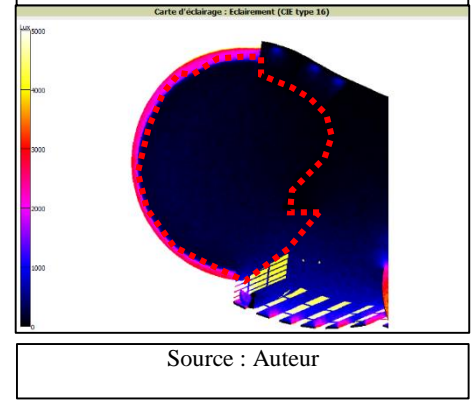 Carte d'éclairage : Eclairement (CIE type 16)
Lux
5000
4000
3000
2000
1000
0
Source : Auteur